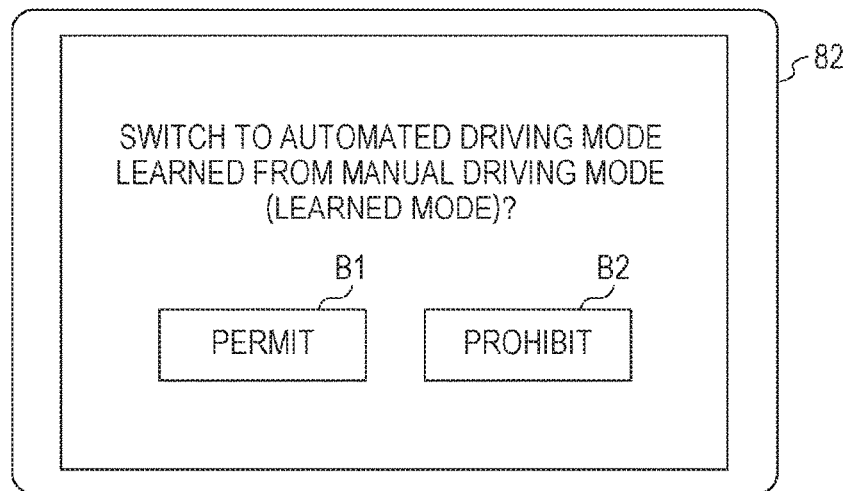 82
SWITCH TO AUTOMATED DRIVING MODE
LEARNED FROM MANUAL DRIVING MODE
(LEARNED MODE)?
B1
B2
PERMIT
PROHIBIT